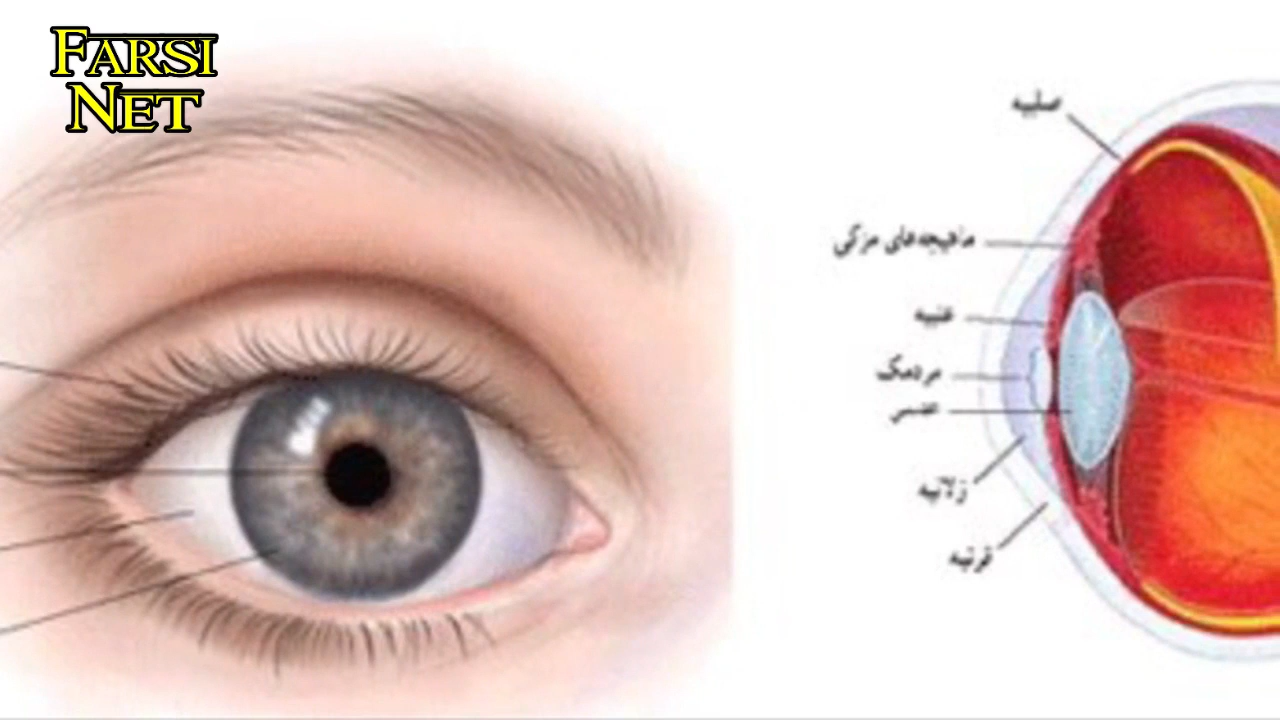 FARSI
NET
صلبیه
ماهیچه‌های مژکی
عنبیه
مردمک
عدسی
زلالیه
قرنیه